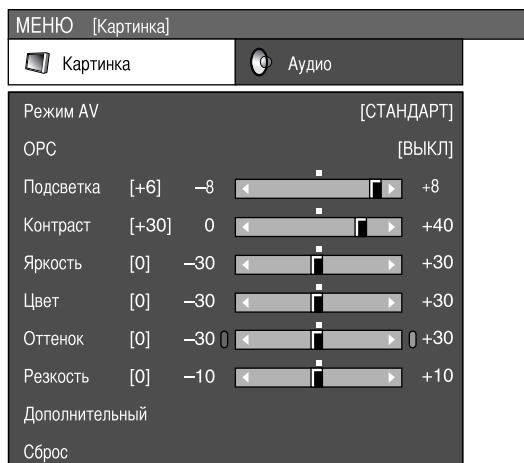 МЕНЮ [Картинка]
Картинка Аудио
Режим AV [СТАНДАРТ]
OPC [ВЫКЛ]
Подсветка [+6] –8 +8
Контраст [+30] 0 +40
Яркость [0] –30 +30
Цвет [0] –30 +30
Оттенок [0] –30 +30
Резкость [0] –10 +10
Дополнительный
Сброс